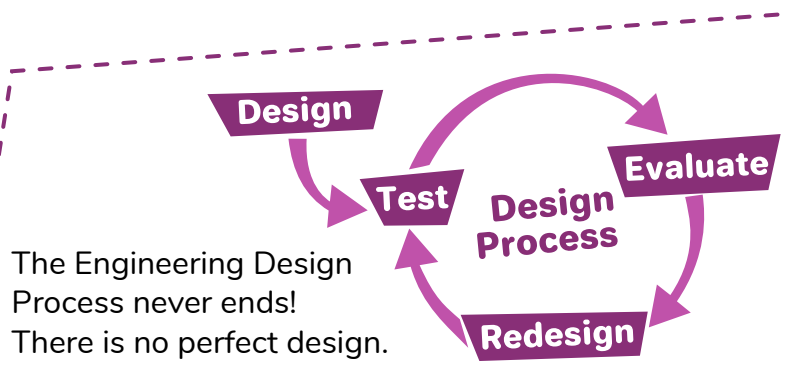 Design
Test
Evaluate
Design
Process
Redesign
The Engineering Design
Process never ends!
There is no perfect design.